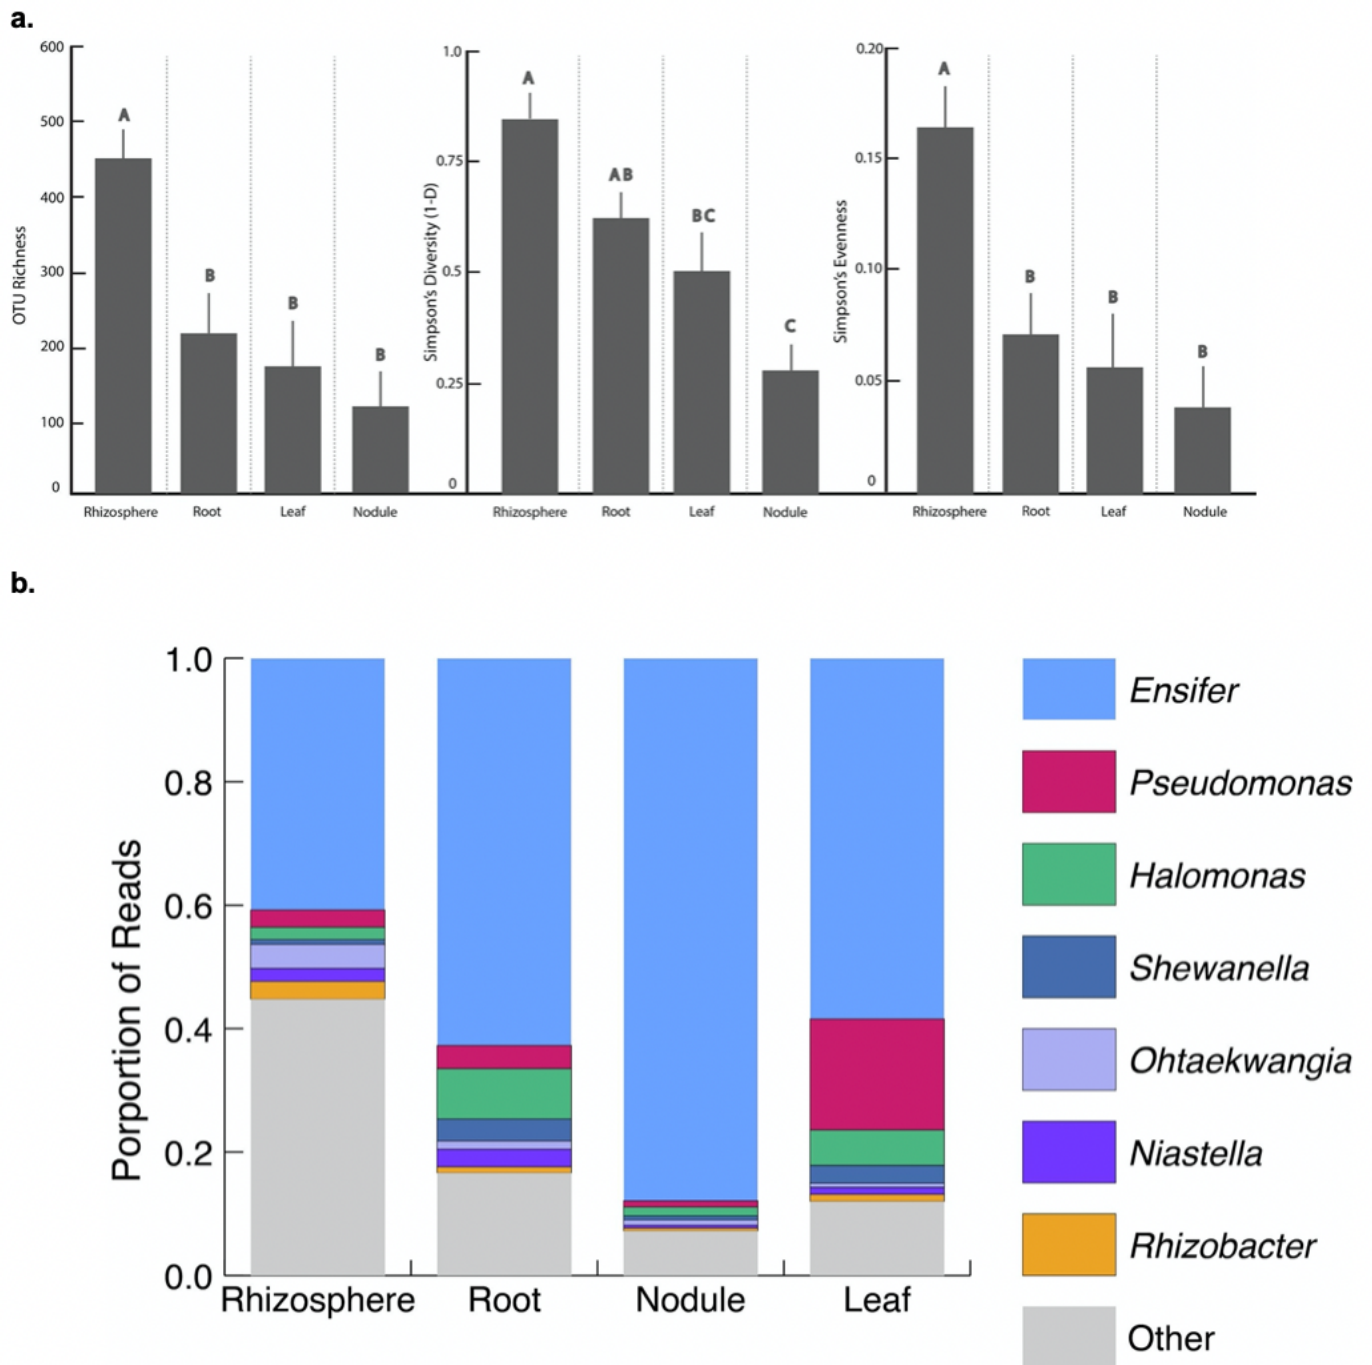 a.
OTU Richness
600
500
400
300
200
100
0
A
B
B
B
Rhizosphere
Root
Leaf
Nodule
Simpson's Diversity (1-D)
1.0
0.75
0.5
0.25
0
A
AB
BC
C
Rhizosphere
Root
Leaf
Nodule
Simpson's Evenness
0.20
0.15
0.10
0.05
0
A
B
B
B
Rhizosphere
Root
Leaf
Nodule
b.
Porportion of Reads
1.0
0.8
0.6
0.4
0.2
0.0
Rhizosphere
Root
Nodule
Leaf
Ensifer
Pseudomonas
Halomonas
Shewanella
Ohtaekwangia
Niastella
Rhizobacter
Other